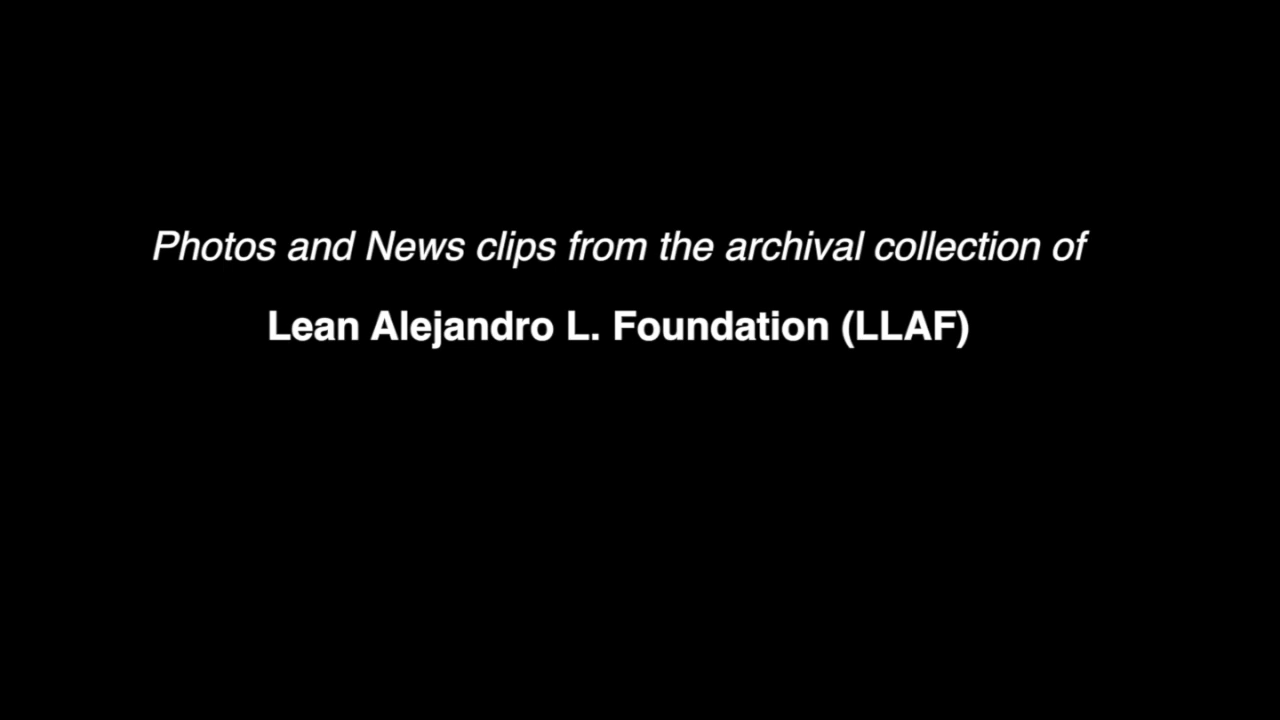 Photos and News clips from the archival collection of
Lean Alejandro L. Foundation (LLAF)